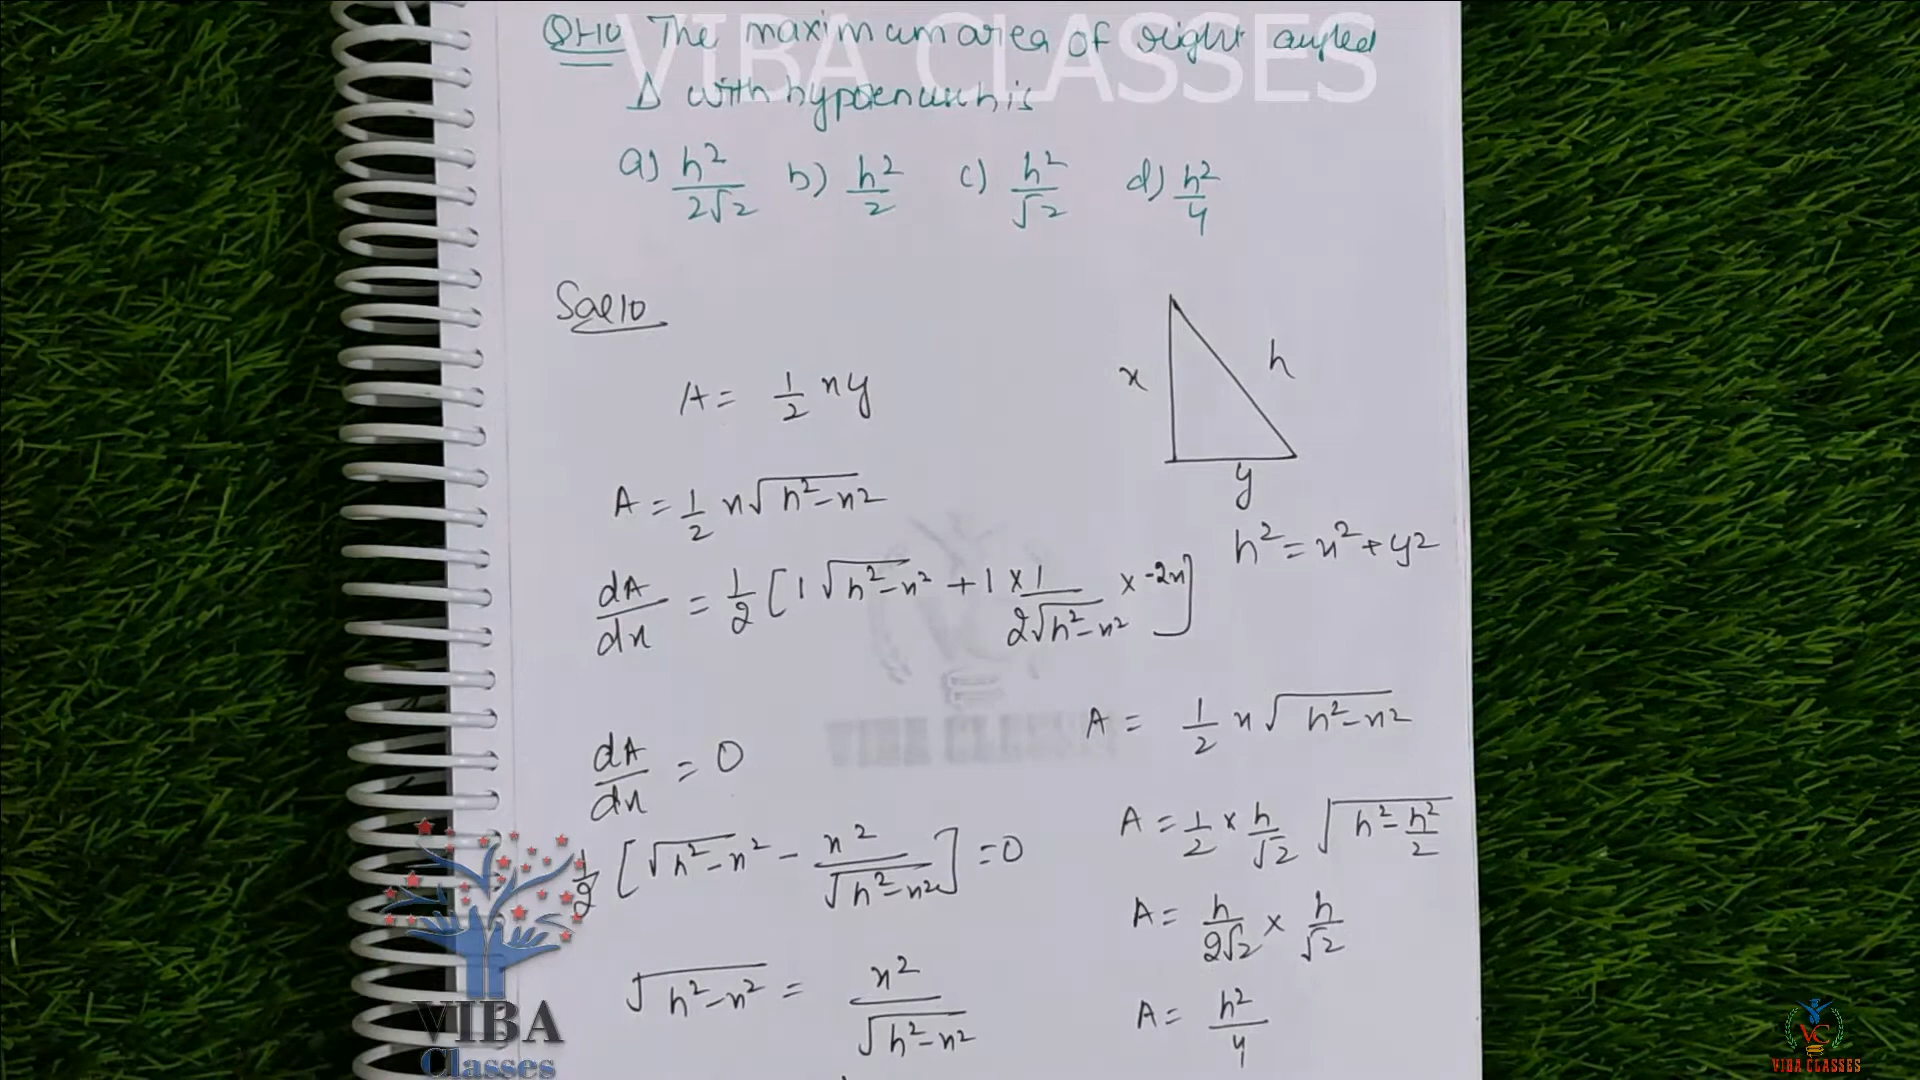 VIBA CLASSES
Q10 The maximum area of right angled
Δ with hypotenuse h is
a) h²/2√2 b) h²/2 c) h²/√2 d) h²/4
Sol10
x h
y
h² = x² + y²
A = 1/2 xy
A = 1/2 x√h²-x²
dA/dx = 1/2 [1√h²-x² + 1 × 1/2√h²-x² × -2x]
dA/dx = 0
1/2 [√h²-x² - x²/√h²-x²] = 0
√h²-x² = x²/√h²-x²
A = 1/2 x√h²-x²
A = 1/2 × h/√2 √h²-h²/2
A = h/2√2 × h/√2
A = h²/4
VIBA
Classes
VC
VIBA CLASSES